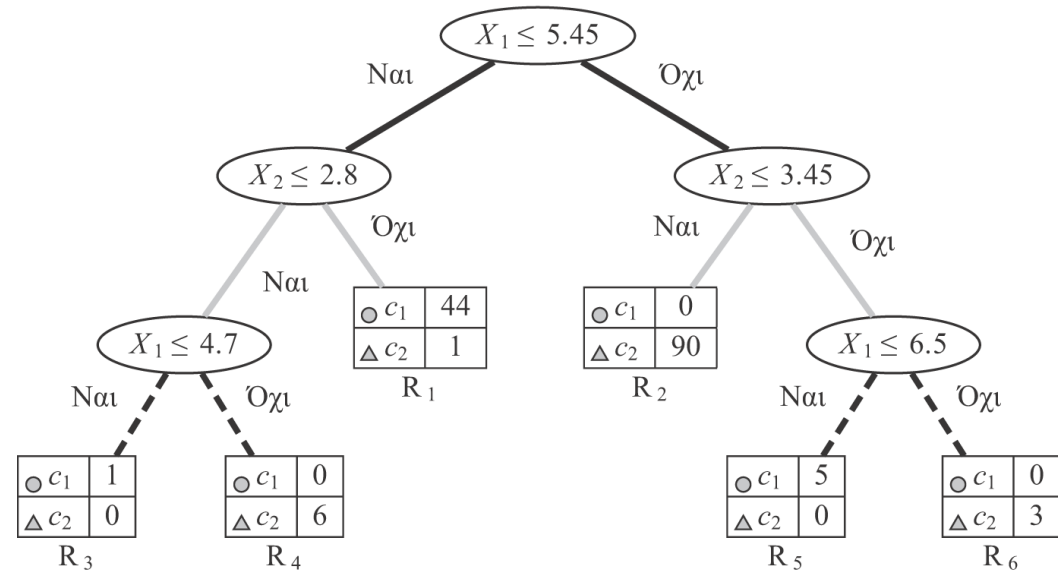 X1 ≤ 5.45
Ναι
Όχι
X2 ≤ 2.8
X2 ≤ 3.45
Ναι
Όχι
Ναι
Όχι
c1 44
c2 1
R1
c1 0
c2 90
R2
X1 ≤ 4.7
X1 ≤ 6.5
Ναι
Όχι
Ναι
Όχι
c1 1
c2 0
R3
c1 0
c2 6
R4
c1 5
c2 0
R5
c1 0
c2 3
R6